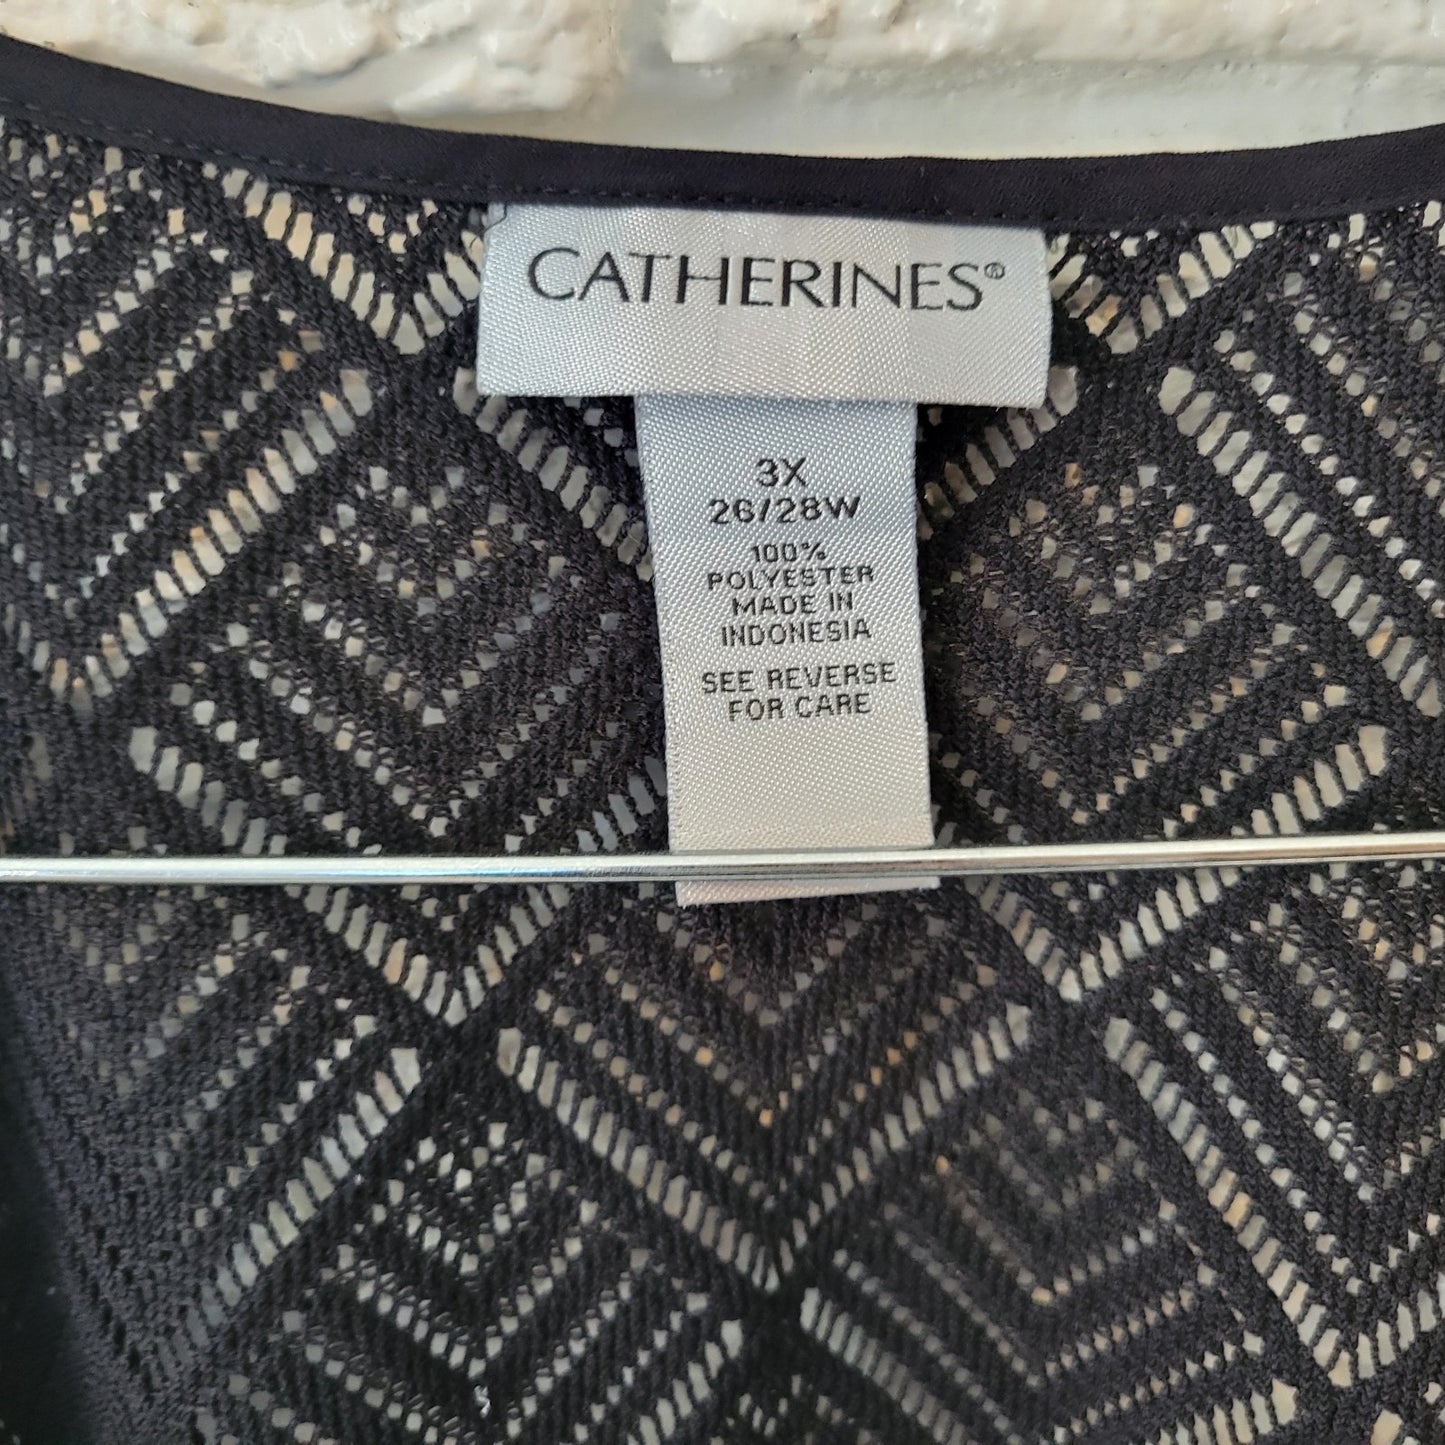 CATHERINES®
3X
26/28W
100%
POLYESTER
MADE IN
INDONESIA
SEE REVERSE
FOR CARE